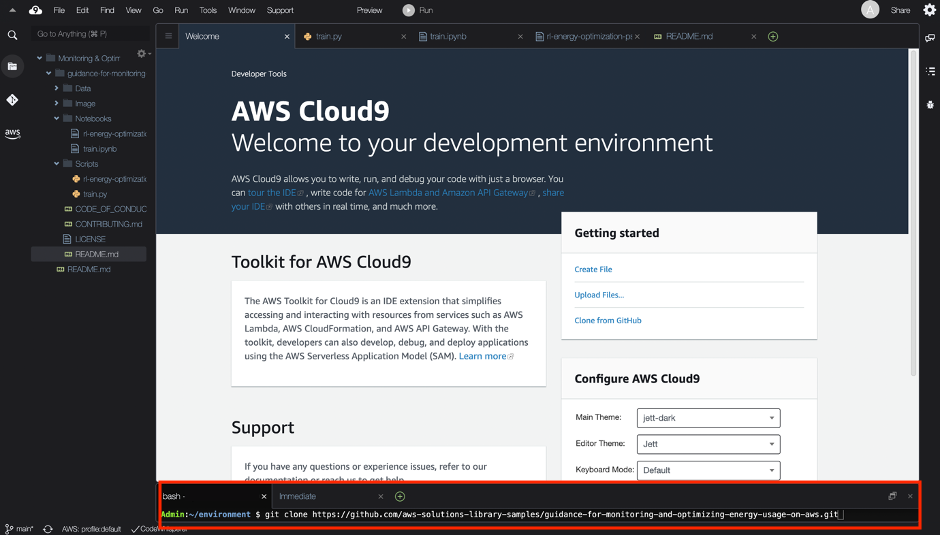 File Edit Find View Go Run Tools Window Support Preview Run Share
Go to Anything (⌘ P)
Welcome train.py train.ipynb rl-energy-optimization-p README.md
Monitoring & Optim
guidance-for-monitoring
Data
Image
Notebooks
rl-energy-optimizatio
train.ipynb
Scripts
rl-energy-optimizatio
train.py
CODE_OF_CONDUC
CONTRIBUTING.md
LICENSE
README.md
README.md
aws
Developer Tools
AWS Cloud9
Welcome to your development environment
AWS Cloud9 allows you to write, run, and debug your code with just a browser. You
can tour the IDE , write code for AWS Lambda and Amazon API Gateway , share
your IDE with others in real time, and much more.
Toolkit for AWS Cloud9
The AWS Toolkit for Cloud9 is an IDE extension that simplifies
accessing and interacting with resources from services such as AWS
Lambda, AWS CloudFormation, and AWS API Gateway. With the
toolkit, developers can also develop, debug, and deploy applications
using the AWS Serverless Application Model (SAM). Learn more
Support
If you have any questions or experience issues, refer to our
documentation or reach us to get help.
Getting started
Create File
Upload Files...
Clone from GitHub
Configure AWS Cloud9
Main Theme: jett-dark
Editor Theme: Jett
Keyboard Mode: Default
bash - Immediate
Admin:~/environment $ git clone https://github.com/aws-solutions-library-samples/guidance-for-monitoring-and-optimizing-energy-usage-on-aws.git
main* AWS: profile:default CodeWhisperer